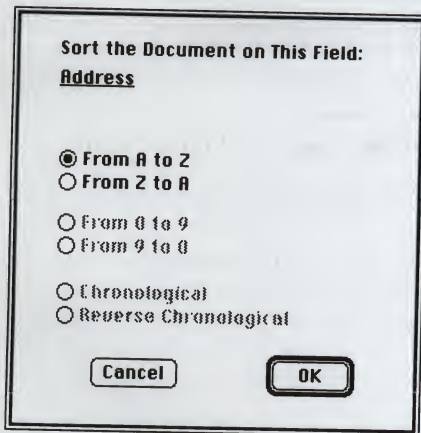 Sort the Document on This Field:
Address
From A to Z
From Z to A
From 0 to 9
From 9 to 0
Chronological
Reverse Chronological
Cancel OK